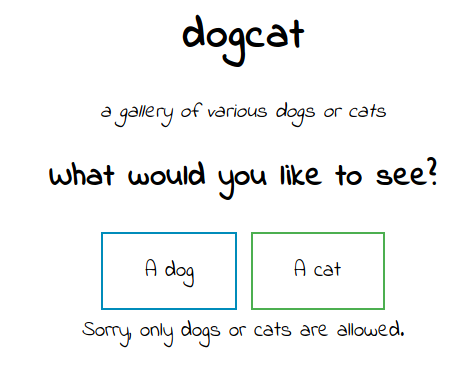 dogcat
a gallery of various dogs or cats
What would you like to see?
A dog
A cat
Sorry, only dogs or cats are allowed.